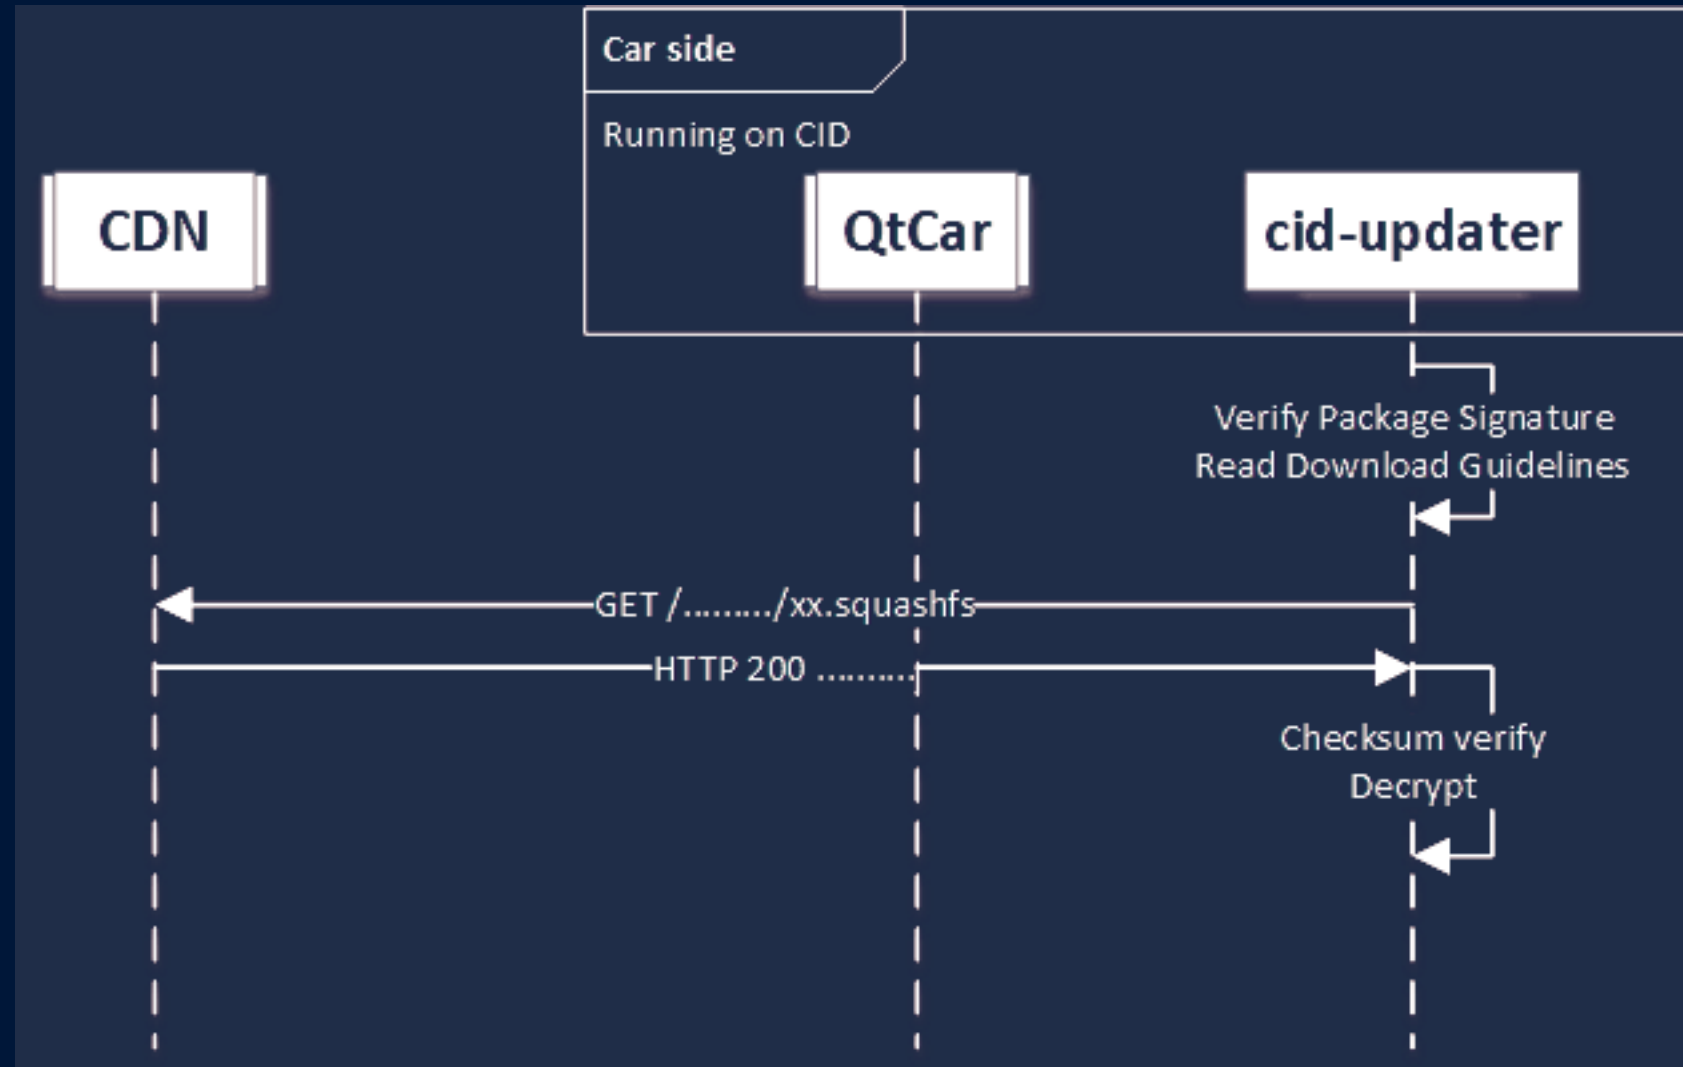 Car side
Running on CID
CDN
QtCar
cid-updater
Verify Package Signature
Read Download Guidelines
GET /........./xx.squashfs
HTTP 200 ..........
Checksum verify
Decrypt